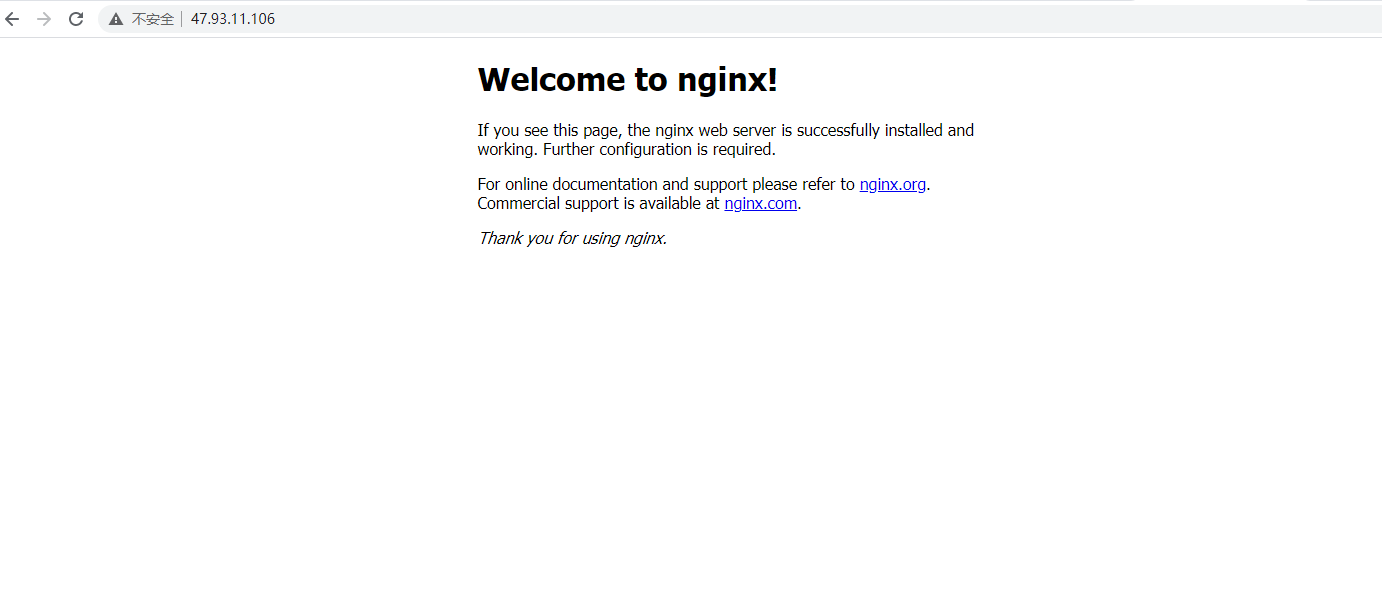 不安全 47.93.11.106
Welcome to nginx!
If you see this page, the nginx web server is successfully installed and
working. Further configuration is required.
For online documentation and support please refer to nginx.org.
Commercial support is available at nginx.com.
Thank you for using nginx.